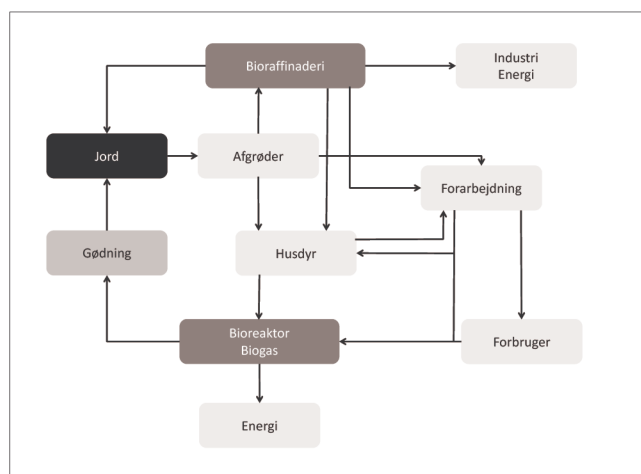 Bioraffinaderi
Industri
Energi
Jord
Afgrøder
Forarbejdning
Gødning
Husdyr
Bioreaktor
Biogas
Forbruger
Energi